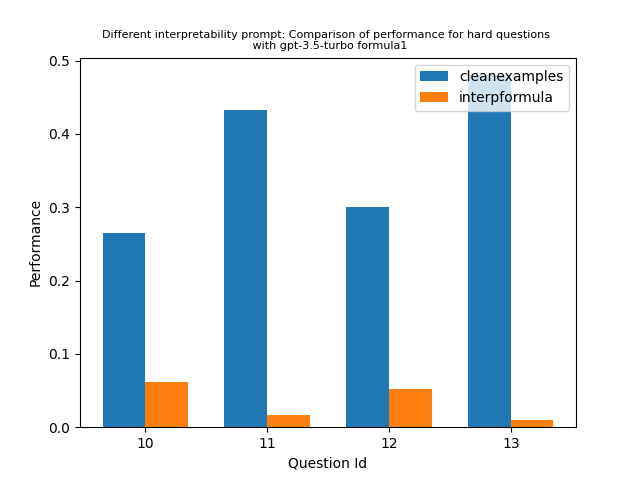 Different interpretability prompt: Comparison of performance for hard questions
with gpt-3.5-turbo formula1
cleanexamples
interpformula
0.5
0.4
0.3
0.2
0.1
0.0
Performance
10 11 12 13
Question Id